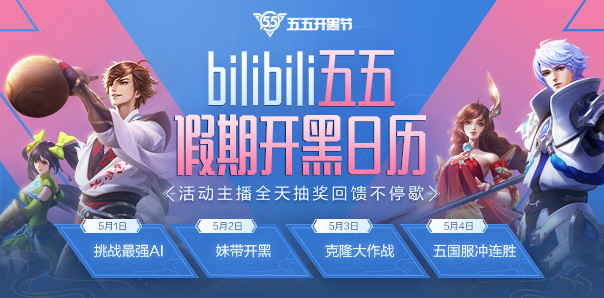 55 五五开黑节
bilibili五五
假期开黑日历
《活动主播全天抽奖回馈不停歇》
5月1日
挑战最强AI
5月2日
妹带开黑
5月3日
克隆大作战
5月4日
五国服冲连胜